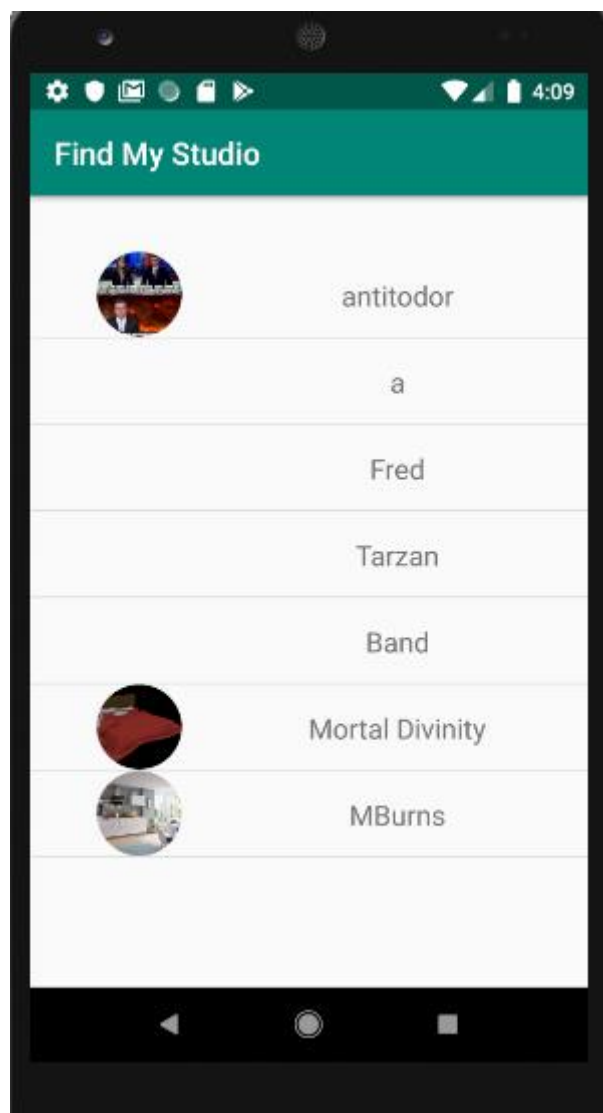 4:09
Find My Studio
antitodor
a
Fred
Tarzan
Band
Mortal Divinity
MBurns